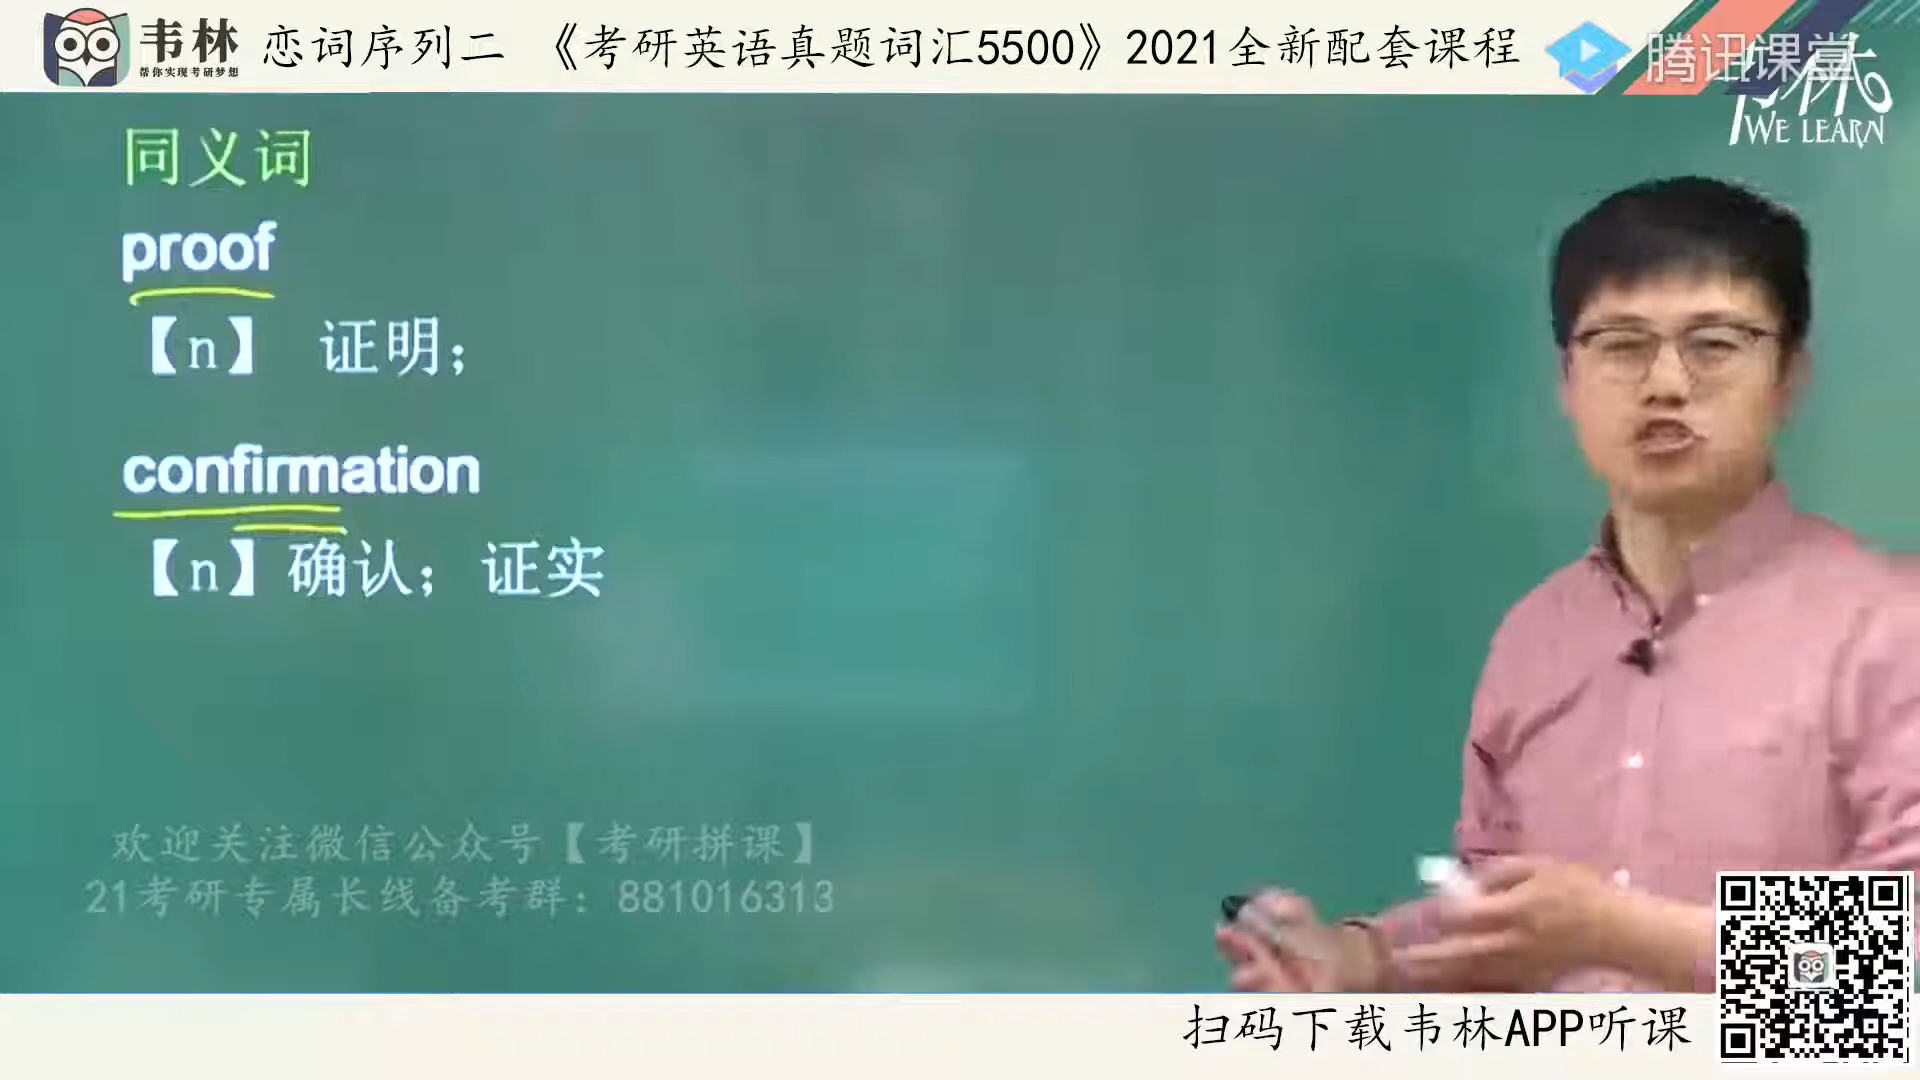 韦林
帮你实现考研梦想
恋词序列二 《考研英语真题词汇5500》2021全新配套课程
腾讯课堂
韦林
WE LEARN
同义词
proof
【n】 证明;
confirmation
【n】确认; 证实
欢迎关注微信公众号【考研拼课】
21考研专属长线备考群: 881016313
扫码下载韦林APP听课